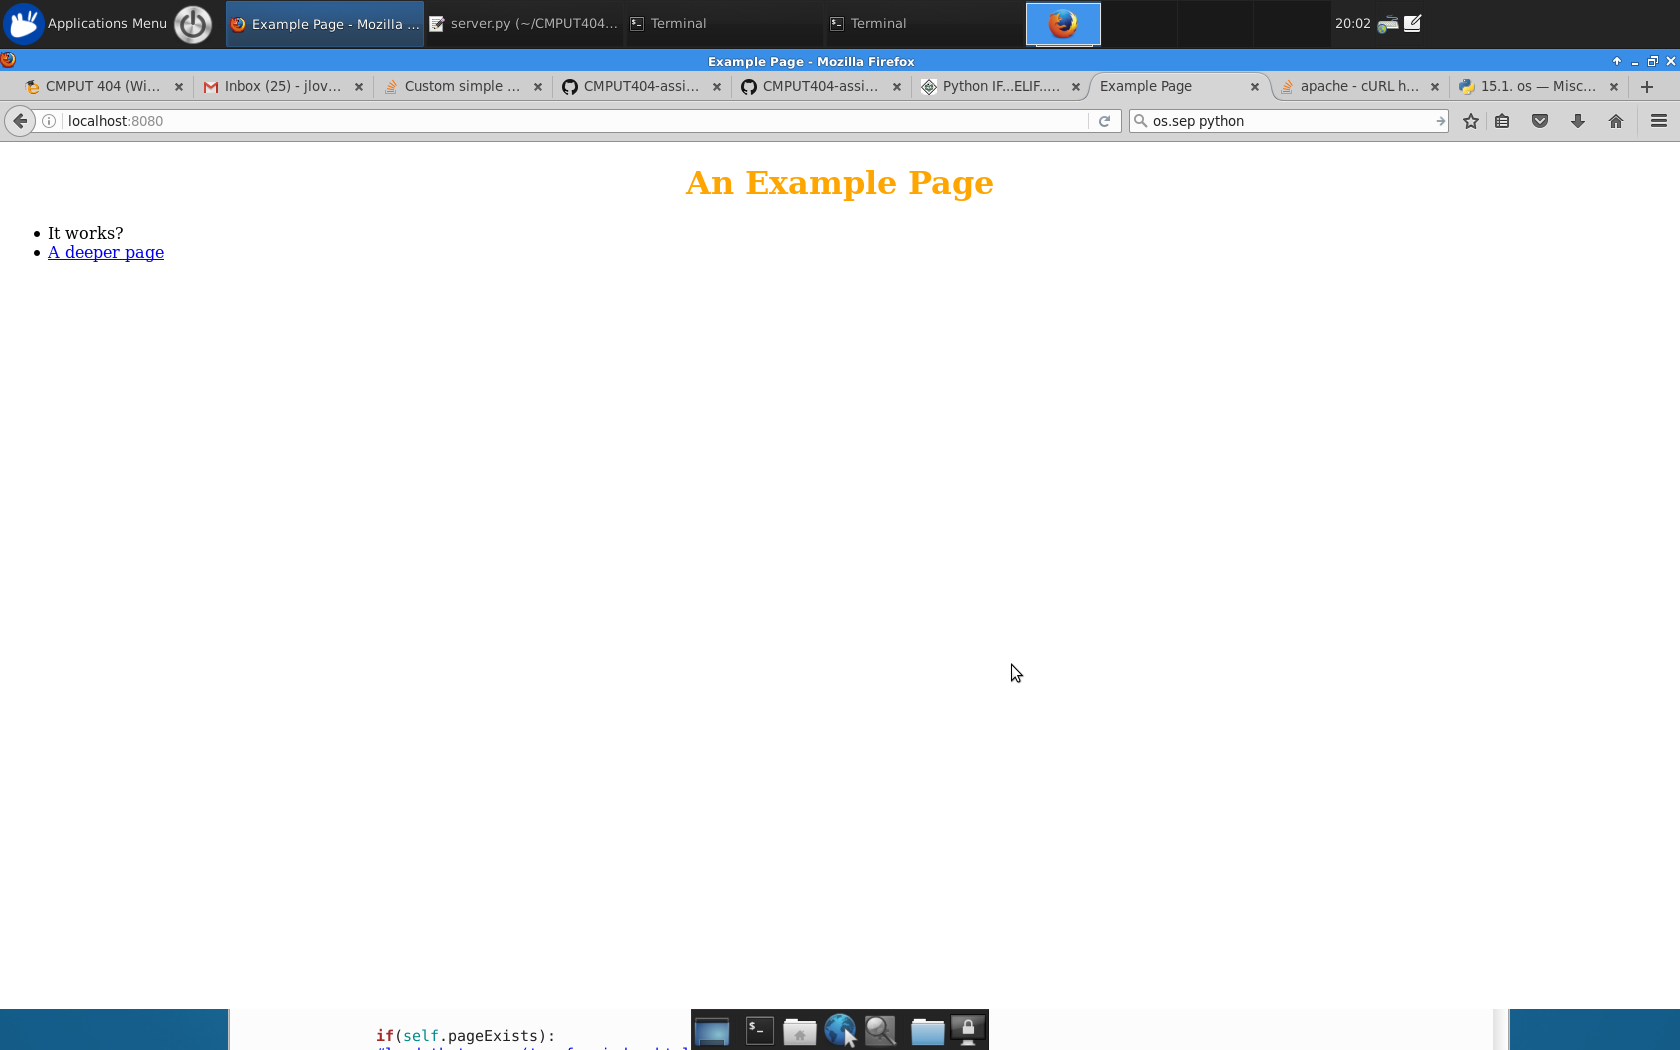 Applications Menu
Example Page - Mozilla ...
server.py (~/CMPUT404...
Terminal
Terminal
20:02
Example Page - Mozilla Firefox
CMPUT 404 (Wi...
Inbox (25) - jlov...
Custom simple ...
CMPUT404-assi...
CMPUT404-assi...
Python IF...ELIF....
Example Page
apache - cURL h...
15.1. os — Misc...
localhost:8080
os.sep python
An Example Page
• It works?
• A deeper page
if(self.pageExists):